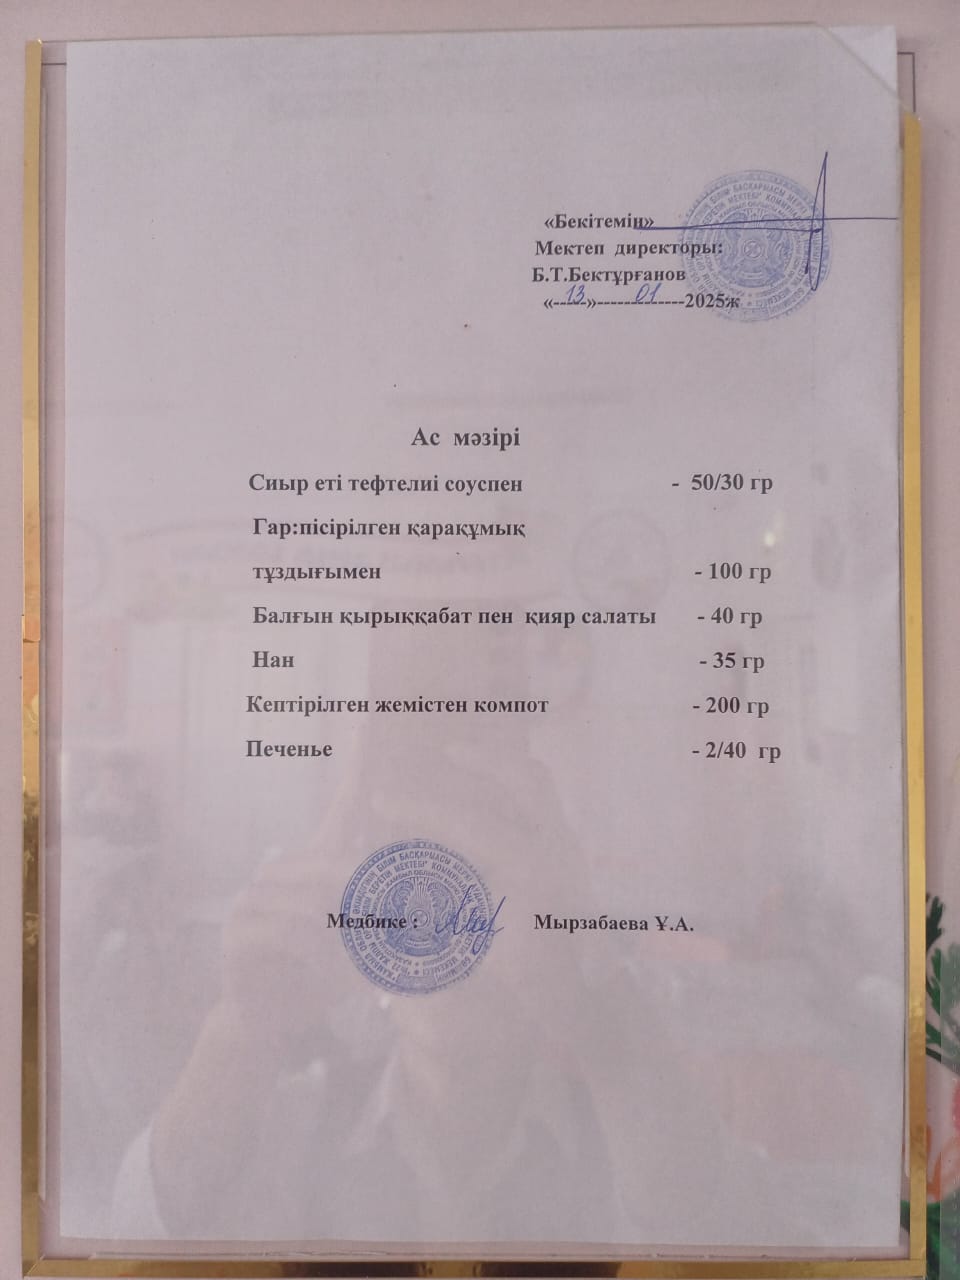 «Бекітемін»
Мектеп директоры:
Б.Т.Бектұрғанов
«--13--»------01-------2025ж
Ас мәзірі
Сиыр еті тефтелиі соуспен - 50/30 гр
Гар:пісірілген қарақұмық
тұздығымен - 100 гр
Балғын қырыққабат пен қияр салаты - 40 гр
Нан - 35 гр
Кептірілген жемістен компот - 200 гр
Печенье - 2/40 гр
Медбике : Мырзабаева Ұ.А.